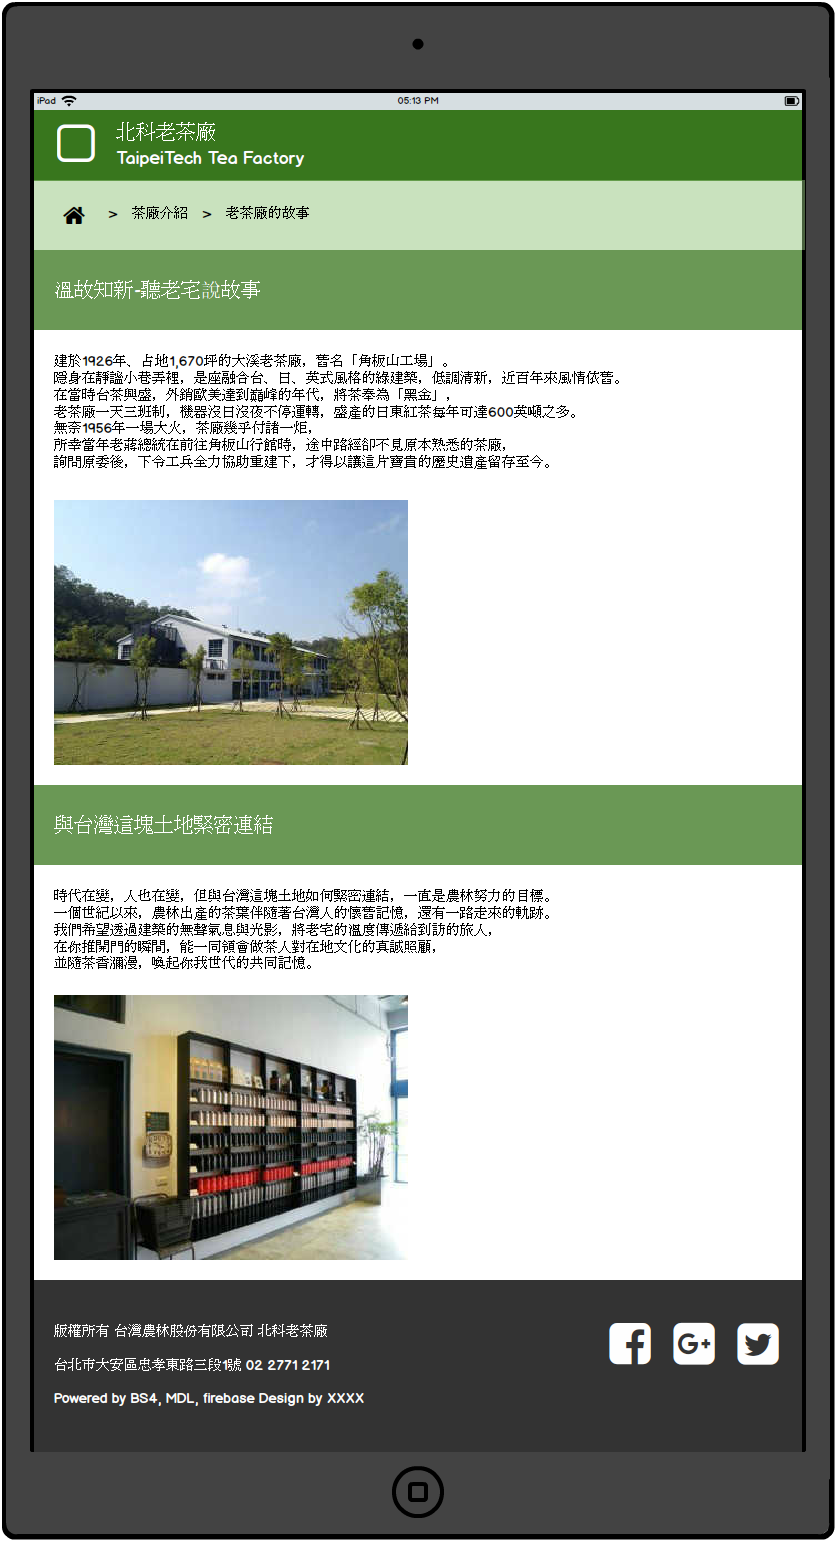 iPad 05:13 PM
北科老茶廠
TaipeiTech Tea Factory
> 茶廠介紹 > 老茶廠的故事
溫故知新-聽老宅說故事
建於1926年、占地1,670坪的大溪老茶廠，舊名「角板山工場」。
隱身在靜謐小巷弄裡，是座融合台、日、英式風格的綠建築，低調清新，近百年來風情依舊。
在當時台茶興盛，外銷歐美達到巔峰的年代，將茶奉為「黑金」，
老茶廠一天三班制，機器沒日沒夜不停運轉，盛產的日東紅茶每年可達600英噸之多。
無奈1956年一場大火，茶廠幾乎付諸一炬，
所幸當年老蔣總統在前往角板山行館時，途中路經卻不見原本熟悉的茶廠，
詢問原委後，下令工兵全力協助重建下，才得以讓這片寶貴的歷史遺產留存至今。
與台灣這塊土地緊密連結
時代在變，人也在變，但與台灣這塊土地如何緊密連結，一直是農林努力的目標。
一個世紀以來，農林出產的茶葉伴隨著台灣人的懷舊記憶，還有一路走來的軌跡。
我們希望透過建築的無聲氣息與光影，將老宅的溫度傳遞給到訪的旅人，
在你推開門的瞬間，能一同領會做茶人對在地文化的真誠照顧，
並隨茶香瀰漫，喚起你我世代的共同記憶。
版權所有 台灣農林股份有限公司 北科老茶廠
台北市大安區忠孝東路三段1號 02 2771 2171
Powered by BS4, MDL, firebase Design by XXXX